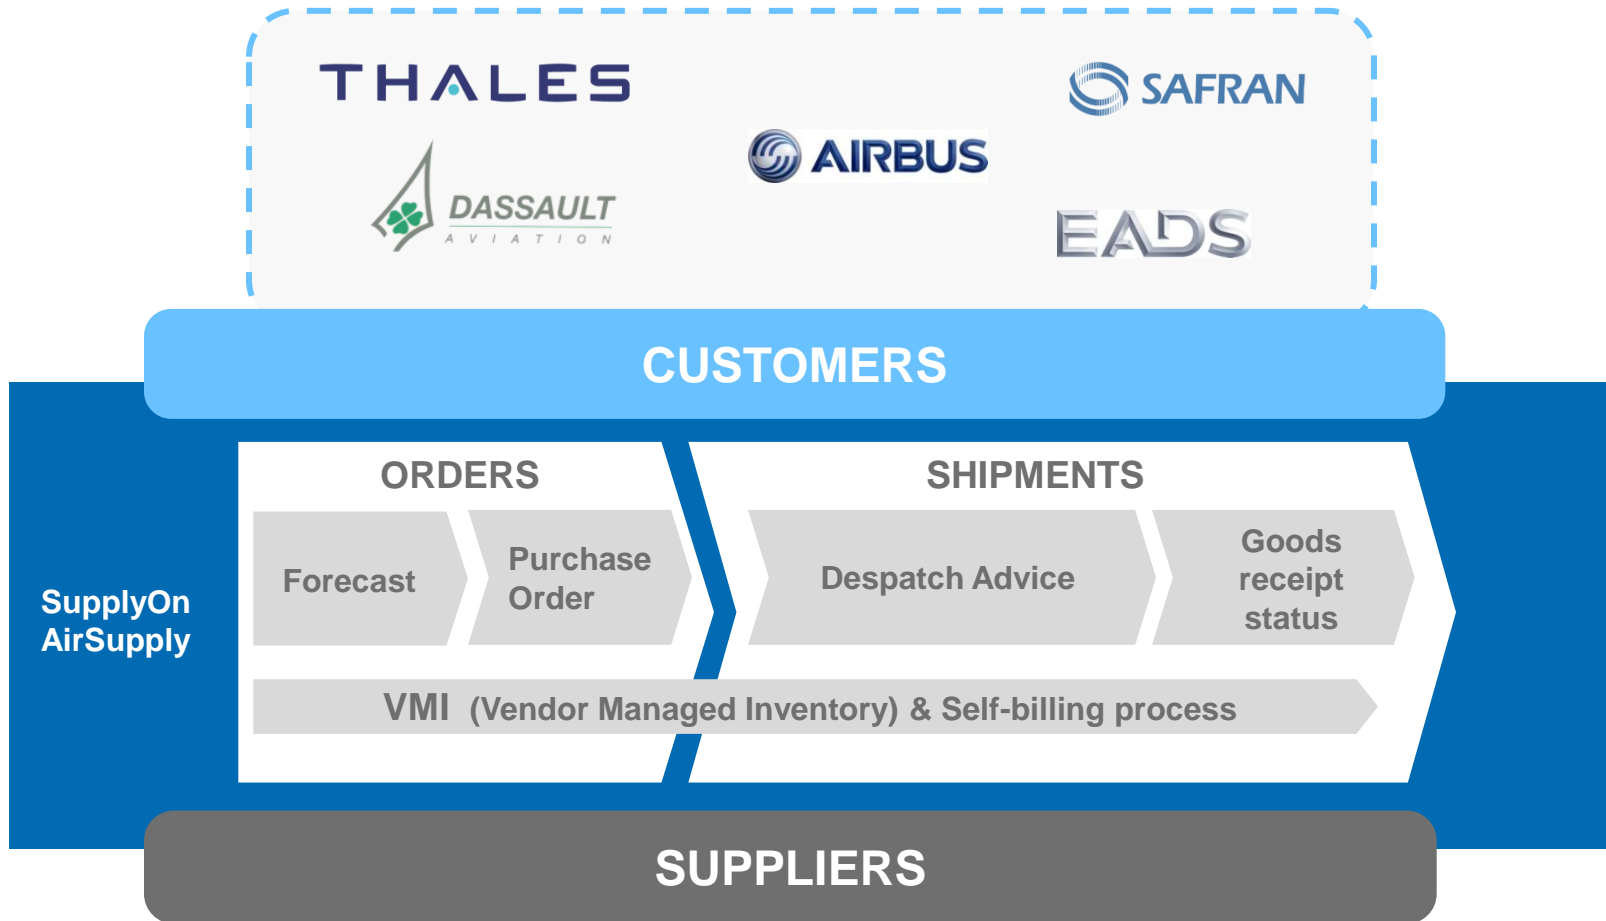 THALES
SAFRAN
AIRBUS
DASSAULT
AVIATION
EADS
CUSTOMERS
ORDERS
SHIPMENTS
Forecast
Purchase
Order
Despatch Advice
Goods
receipt
status
SupplyOn
AirSupply
VMI (Vendor Managed Inventory) & Self-billing process
SUPPLIERS